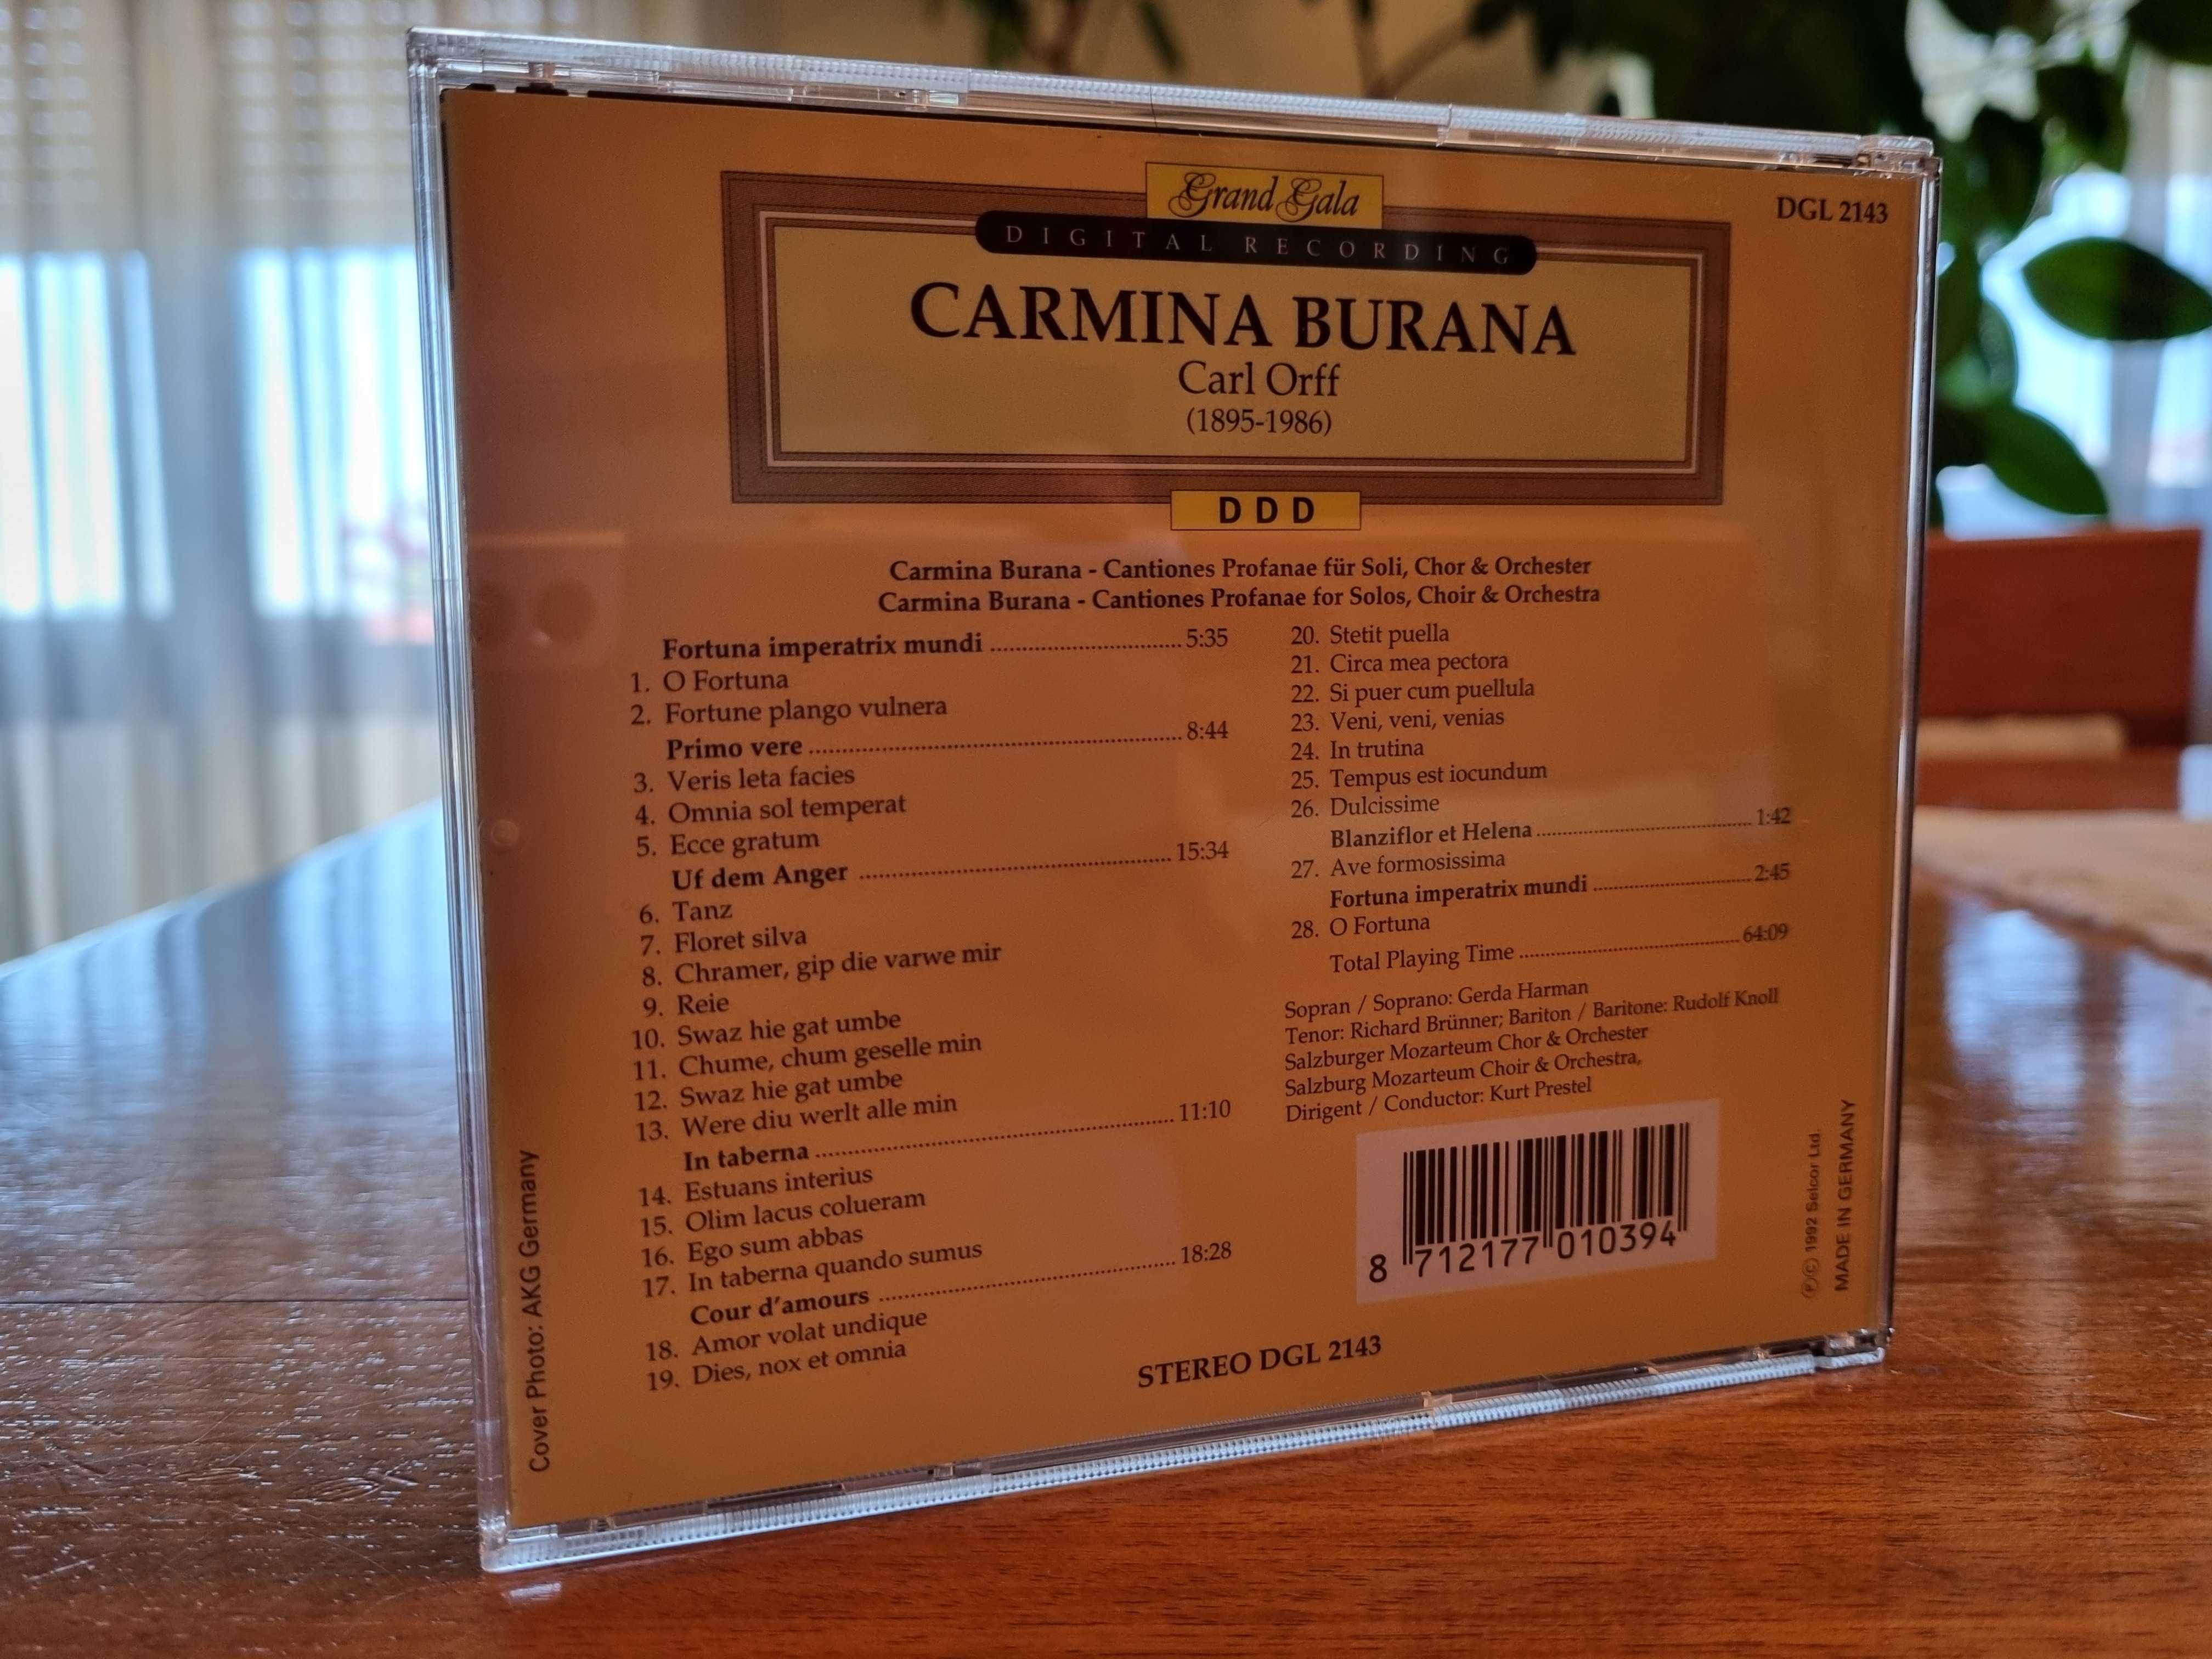 Grand Gala
DIGITAL RECORDING
DGL 2143
CARMINA BURANA
Carl Orff
(1895-1986)
DDD
Carmina Burana - Cantiones Profanae für Soli, Chor & Orchester
Carmina Burana - Cantiones Profanae for Solos, Choir & Orchestra
Fortuna imperatrix mundi ........ 5:35
1. O Fortuna
2. Fortune plango vulnera
Primo vere ........ 8:44
3. Veris leta facies
4. Omnia sol temperat
5. Ecce gratum
Uf dem Anger ........ 15:34
6. Tanz
7. Floret silva
8. Chramer, gip die varwe mir
9. Reie
10. Swaz hie gat umbe
11. Chume, chum geselle min
12. Swaz hie gat umbe
13. Were diu werlt alle min
In taberna ........ 11:10
14. Estuans interius
15. Olim lacus colueram
16. Ego sum abbas
17. In taberna quando sumus
Cour d'amours ........ 18:28
18. Amor volat undique
19. Dies, nox et omnia
20. Stetit puella
21. Circa mea pectora
22. Si puer cum puellula
23. Veni, veni, venias
24. In trutina
25. Tempus est iocundum
26. Dulcissime
Blanziflor et Helena ........ 1:42
27. Ave formosissima
Fortuna imperatrix mundi ........ 2:45
28. O Fortuna
Total Playing Time ........ 64:09
Sopran / Soprano: Gerda Harman
Tenor: Richard Brünner; Bariton / Baritone: Rudolf Knoll
Salzburger Mozarteum Chor & Orchester
Salzburg Mozarteum Choir & Orchestra,
Dirigent / Conductor: Kurt Prestel
8 712177 010394
STEREO DGL 2143
Cover Photo: AKG Germany
Ⓟ© 1992 Selcor Ltd.
MADE IN GERMANY